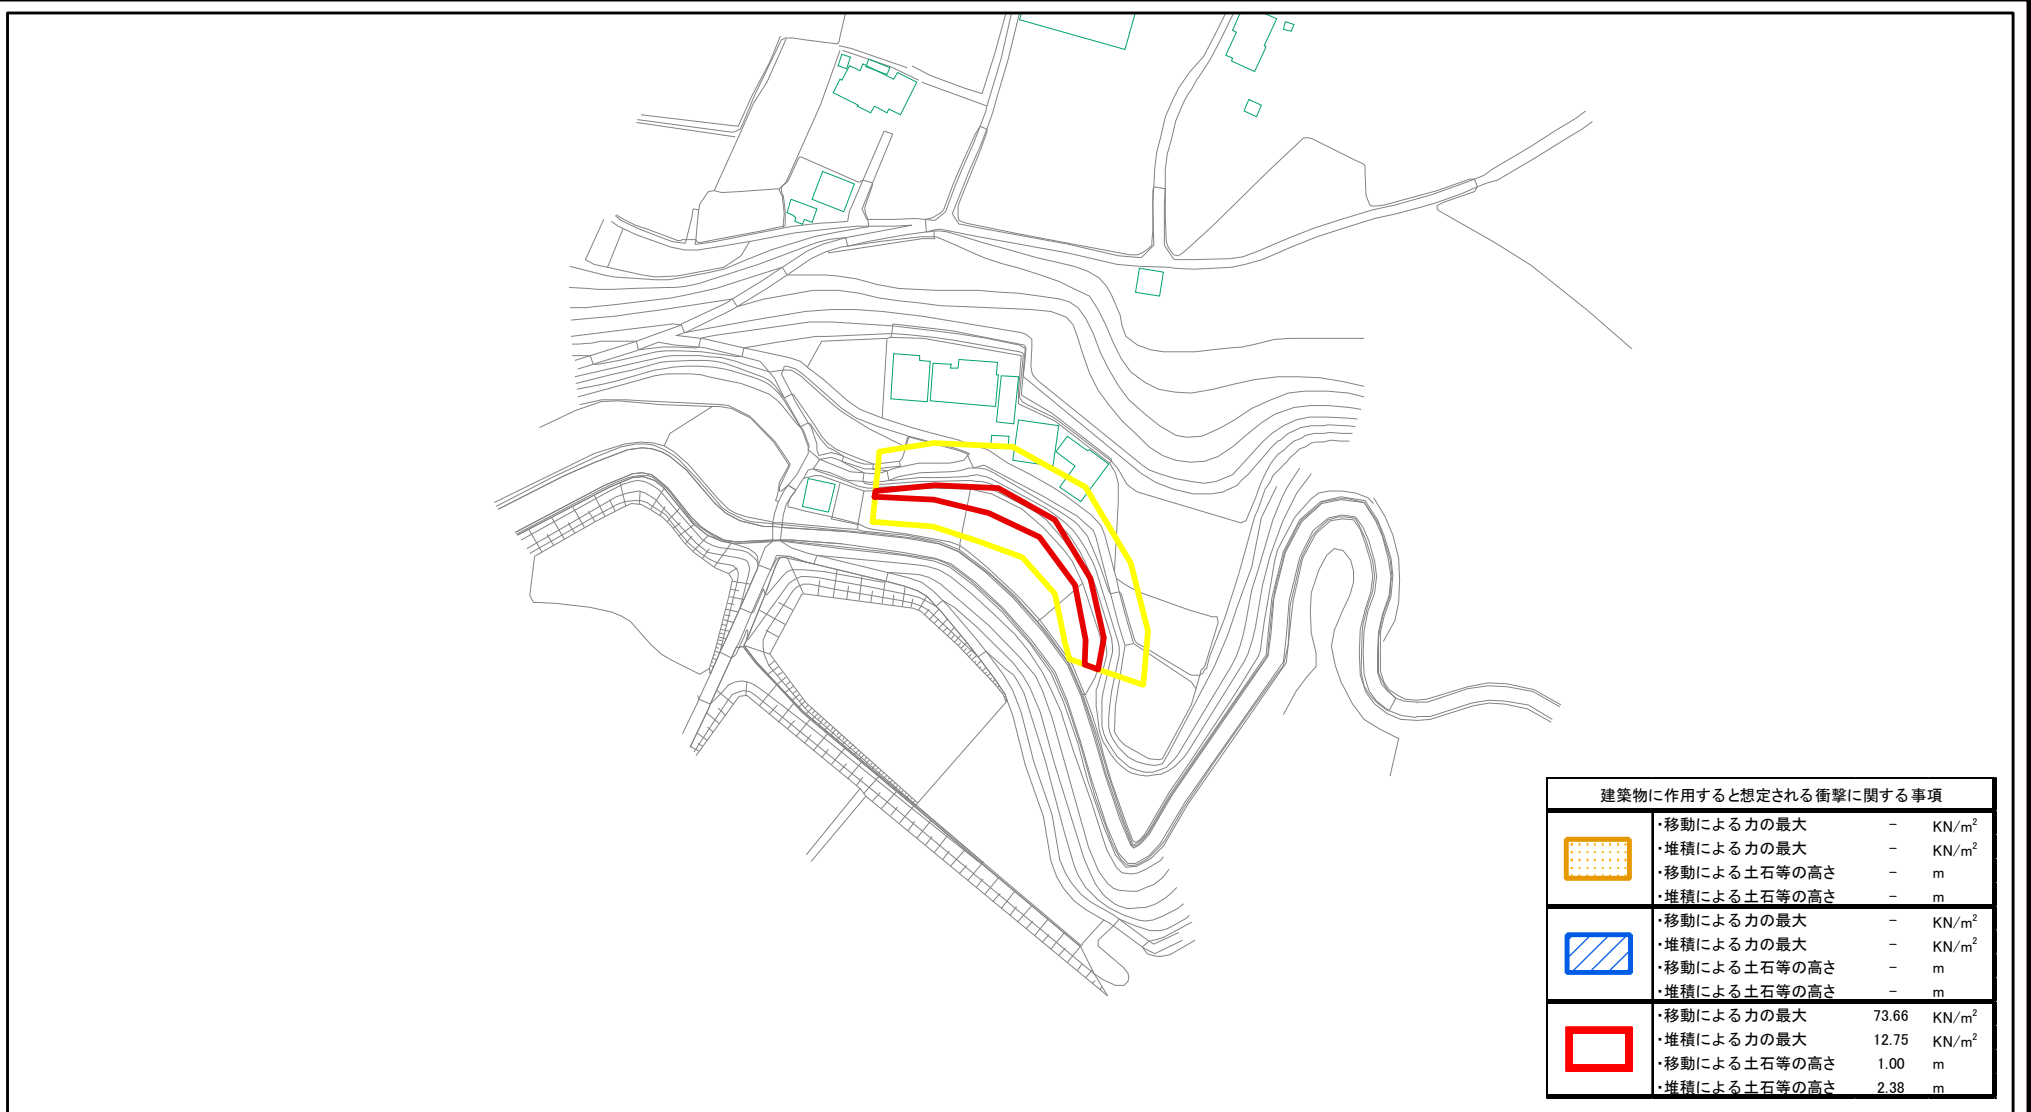 建築物に作用すると想定される衝撃に関する事項
・移動による力の最大 － KN/m²
・堆積による力の最大 － KN/m²
・移動による土石等の高さ － m
・堆積による土石等の高さ － m
・移動による力の最大 － KN/m²
・堆積による力の最大 － KN/m²
・移動による土石等の高さ － m
・堆積による土石等の高さ － m
・移動による力の最大 73.66 KN/m²
・堆積による力の最大 12.75 KN/m²
・移動による土石等の高さ 1.00 m
・堆積による土石等の高さ 2.38 m